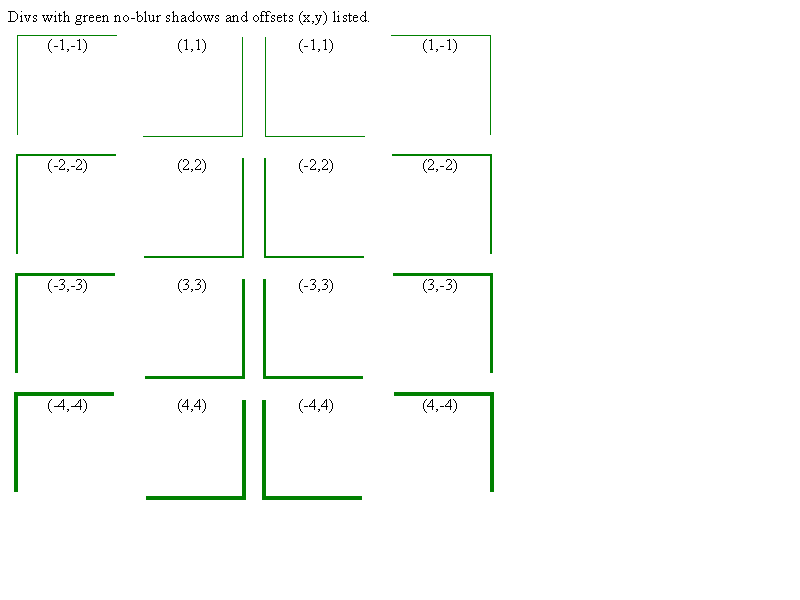 Divs with green no-blur shadows and offsets (x,y) listed.
(-1,-1) (1,1) (-1,1) (1,-1)
(-2,-2) (2,2) (-2,2) (2,-2)
(-3,-3) (3,3) (-3,3) (3,-3)
(-4,-4) (4,4) (-4,4) (4,-4)